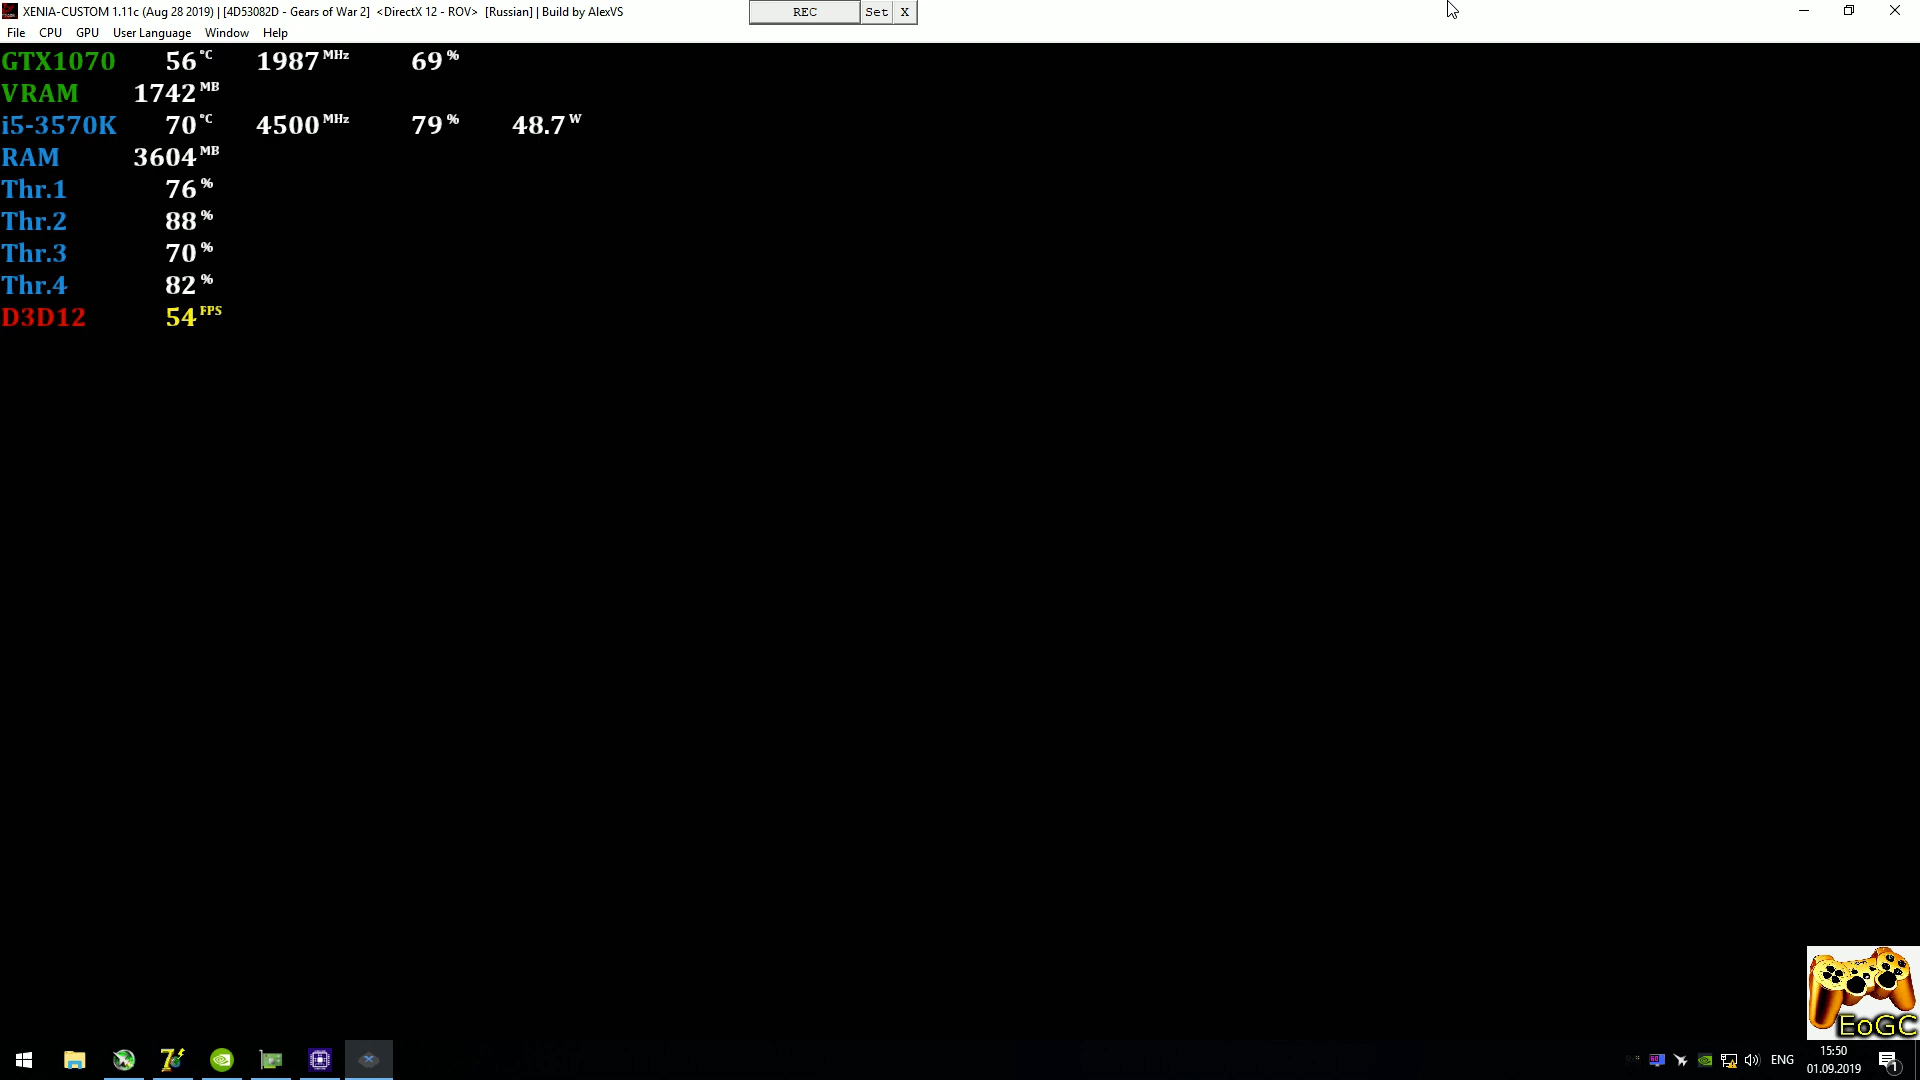 XENIA-CUSTOM 1.11c (Aug 28 2019) | [4D53082D - Gears of War 2] <DirectX 12 - ROV> [Russian] | Build by AlexVS
REC Set X
File CPU GPU User Language Window Help
GTX1070 56 °C 1987 MHz 69 %
VRAM 1742 MB
i5-3570K 70 °C 4500 MHz 79 % 48.7 W
RAM 3604 MB
Thr.1 76 %
Thr.2 88 %
Thr.3 70 %
Thr.4 82 %
D3D12 54 FPS
EoGC
ENG
15:50
01.09.2019
1